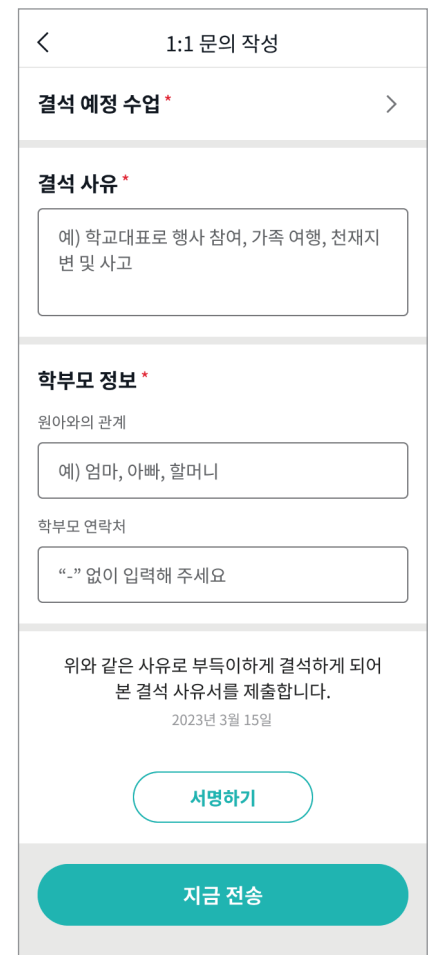 1:1 문의 작성
결석 예정 수업 *
결석 사유 *
예) 학교대표로 행사 참여, 가족 여행, 천재지
변 및 사고
학부모 정보 *
원아와의 관계
예) 엄마, 아빠, 할머니
학부모 연락처
“-” 없이 입력해 주세요
위와 같은 사유로 부득이하게 결석하게 되어
본 결석 사유서를 제출합니다.
2023년 3월 15일
서명하기
지금 전송